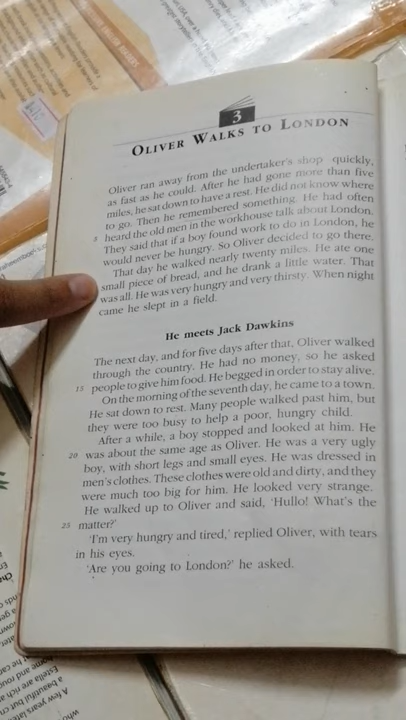 3
OLIVER WALKS TO LONDON
Oliver ran away from the undertaker's shop quickly,
as fast as he could. After he had gone more than five
miles, he sat down to have a rest. He did not know where
to go. Then he remembered something. He had often
5 heard the old men in the workhouse talk about London.
They said that if a boy found work to do in London, he
would never be hungry. So Oliver decided to go there.
That day he walked nearly twenty miles. He ate one
small piece of bread, and he drank a little water. That
was all. He was very hungry and very thirsty. When night
came he slept in a field.
He meets Jack Dawkins
The next day, and for five days after that, Oliver walked
through the country. He had no money, so he asked
15 people to give him food. He begged in order to stay alive.
On the morning of the seventh day, he came to a town.
He sat down to rest. Many people walked past him, but
they were too busy to help a poor, hungry child.
After a while, a boy stopped and looked at him. He
20 was about the same age as Oliver. He was a very ugly
boy, with short legs and small eyes. He was dressed in
men's clothes. These clothes were old and dirty, and they
were much too big for him. He looked very strange.
He walked up to Oliver and said, 'Hullo! What's the
25 matter?'
'I'm very hungry and tired,' replied Oliver, with tears
in his eyes.
'Are you going to London?' he asked.
A few years late
a beautiful but cr
Estella are rich a